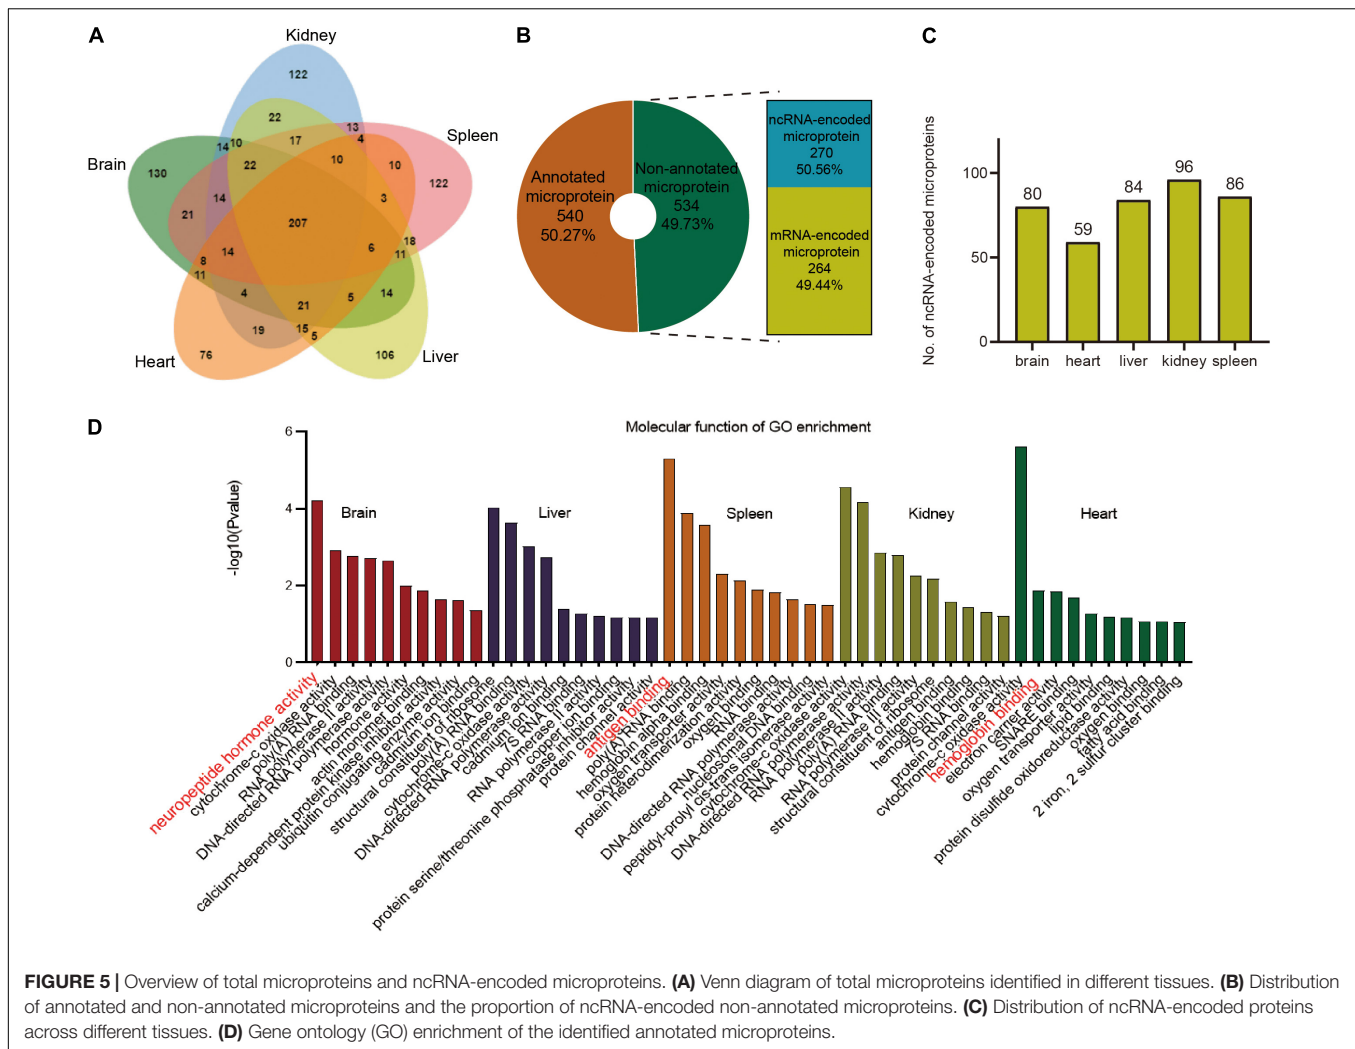 A
Kidney
122
22
13
4
17
10
14
10
Spleen
Brain
130
22
10
10
122
14
3
21
207
14
6
18
11
8
11
4
21
5
14
19
15
5
76
106
Heart
Liver
B
Annotated
microprotein
540
50.27%
Non-annotated
microprotein
534
49.73%
ncRNA-encoded
microprotein
270
50.56%
mRNA-encoded
microprotein
264
49.44%
C
No. of ncRNA-encoded microproteins
100
50
0
80
59
84
96
86
brain
heart
liver
kidney
spleen
D
Molecular function of GO enrichment
-log10(Pvalue)
6
4
2
0
Brain
Liver
Spleen
Kidney
Heart
neuropeptide hormone activity
cytochrome-c oxidase activity
poly(A) RNA binding
RNA polymerase II activity
DNA-directed RNA polymerase activity
hormone activity
actin monomer binding
calcium-dependent protein kinase inhibitor activity
ubiquitin conjugating enzyme activity
cadmium ion binding
structural constituent of ribosome
poly(A) RNA binding
cytochrome-c oxidase activity
DNA-directed RNA polymerase activity
cadmium ion binding
7S RNA binding
RNA polymerase II activity
copper ion binding
protein serine/threonine phosphatase inhibitor activity
protein channel activity
antigen binding
poly(A) RNA binding
hemoglobin alpha binding
oxygen transporter activity
protein heterodimerization activity
oxygen binding
RNA binding
DNA-directed RNA polymerase activity
nucleosomal DNA binding
peptidyl-prolyl cis-trans isomerase activity
cytochrome-c oxidase activity
DNA-directed RNA polymerase activity
RNA polymerase I activity
poly(A) RNA binding
RNA polymerase III activity
structural constituent of ribosome
antigen binding
hemoglobin binding
7S RNA binding
protein channel activity
cytochrome-c oxidase activity
hemoglobin binding
electron carrier activity
SNARE binding
oxygen transporter activity
lipid binding
protein disulfide oxidoreductase activity
oxygen binding
fatty acid binding
2 iron, 2 sulfur cluster binding
FIGURE 5 | Overview of total microproteins and ncRNA-encoded microproteins. (A) Venn diagram of total microproteins identified in different tissues. (B) Distribution
of annotated and non-annotated microproteins and the proportion of ncRNA-encoded non-annotated microproteins. (C) Distribution of ncRNA-encoded proteins
across different tissues. (D) Gene ontology (GO) enrichment of the identified annotated microproteins.